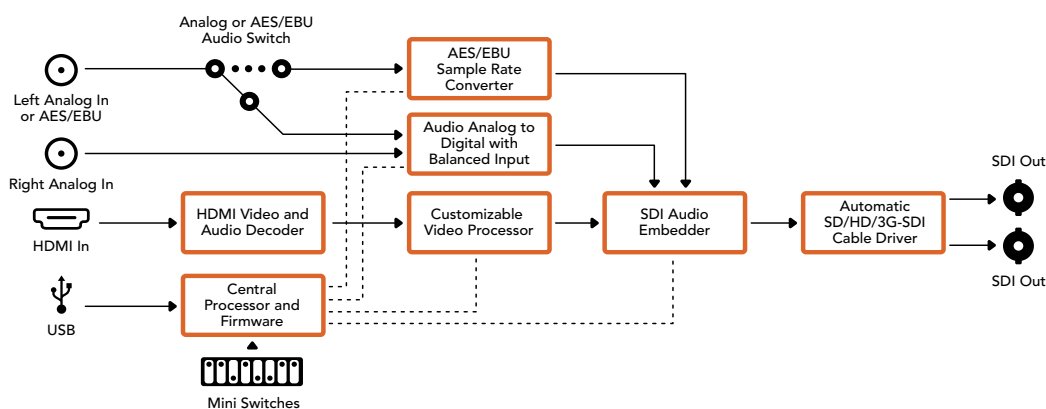 Analog or AES/EBU
Audio Switch
Left Analog In
or AES/EBU
Right Analog In
HDMI In
USB
AES/EBU
Sample Rate
Converter
Audio Analog to
Digital with
Balanced Input
HDMI Video and
Audio Decoder
Customizable
Video Processor
SDI Audio
Embedder
Automatic
SD/HD/3G-SDI
Cable Driver
SDI Out
SDI Out
Central
Processor and
Firmware
Mini Switches